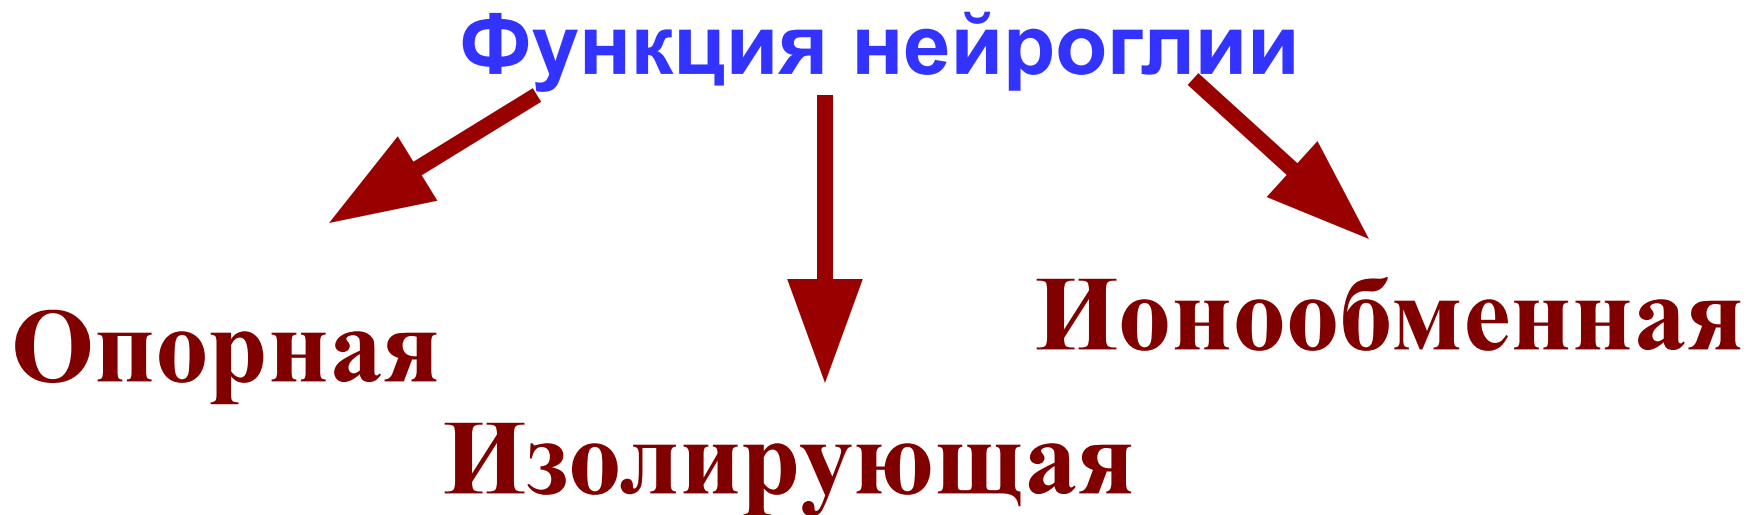 Функция нейроглии
Опорная
Ионообменная
Изолирующая